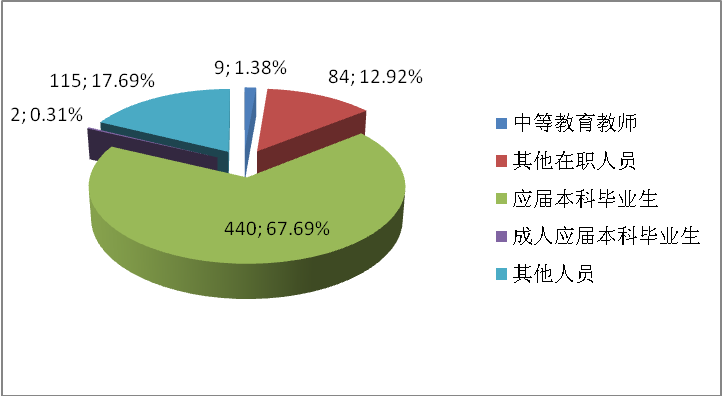 9; 1.38%
84; 12.92%
115; 17.69%
2; 0.31%
440; 67.69%
中等教育教师
其他在职人员
应届本科毕业生
成人应届本科毕业生
其他人员